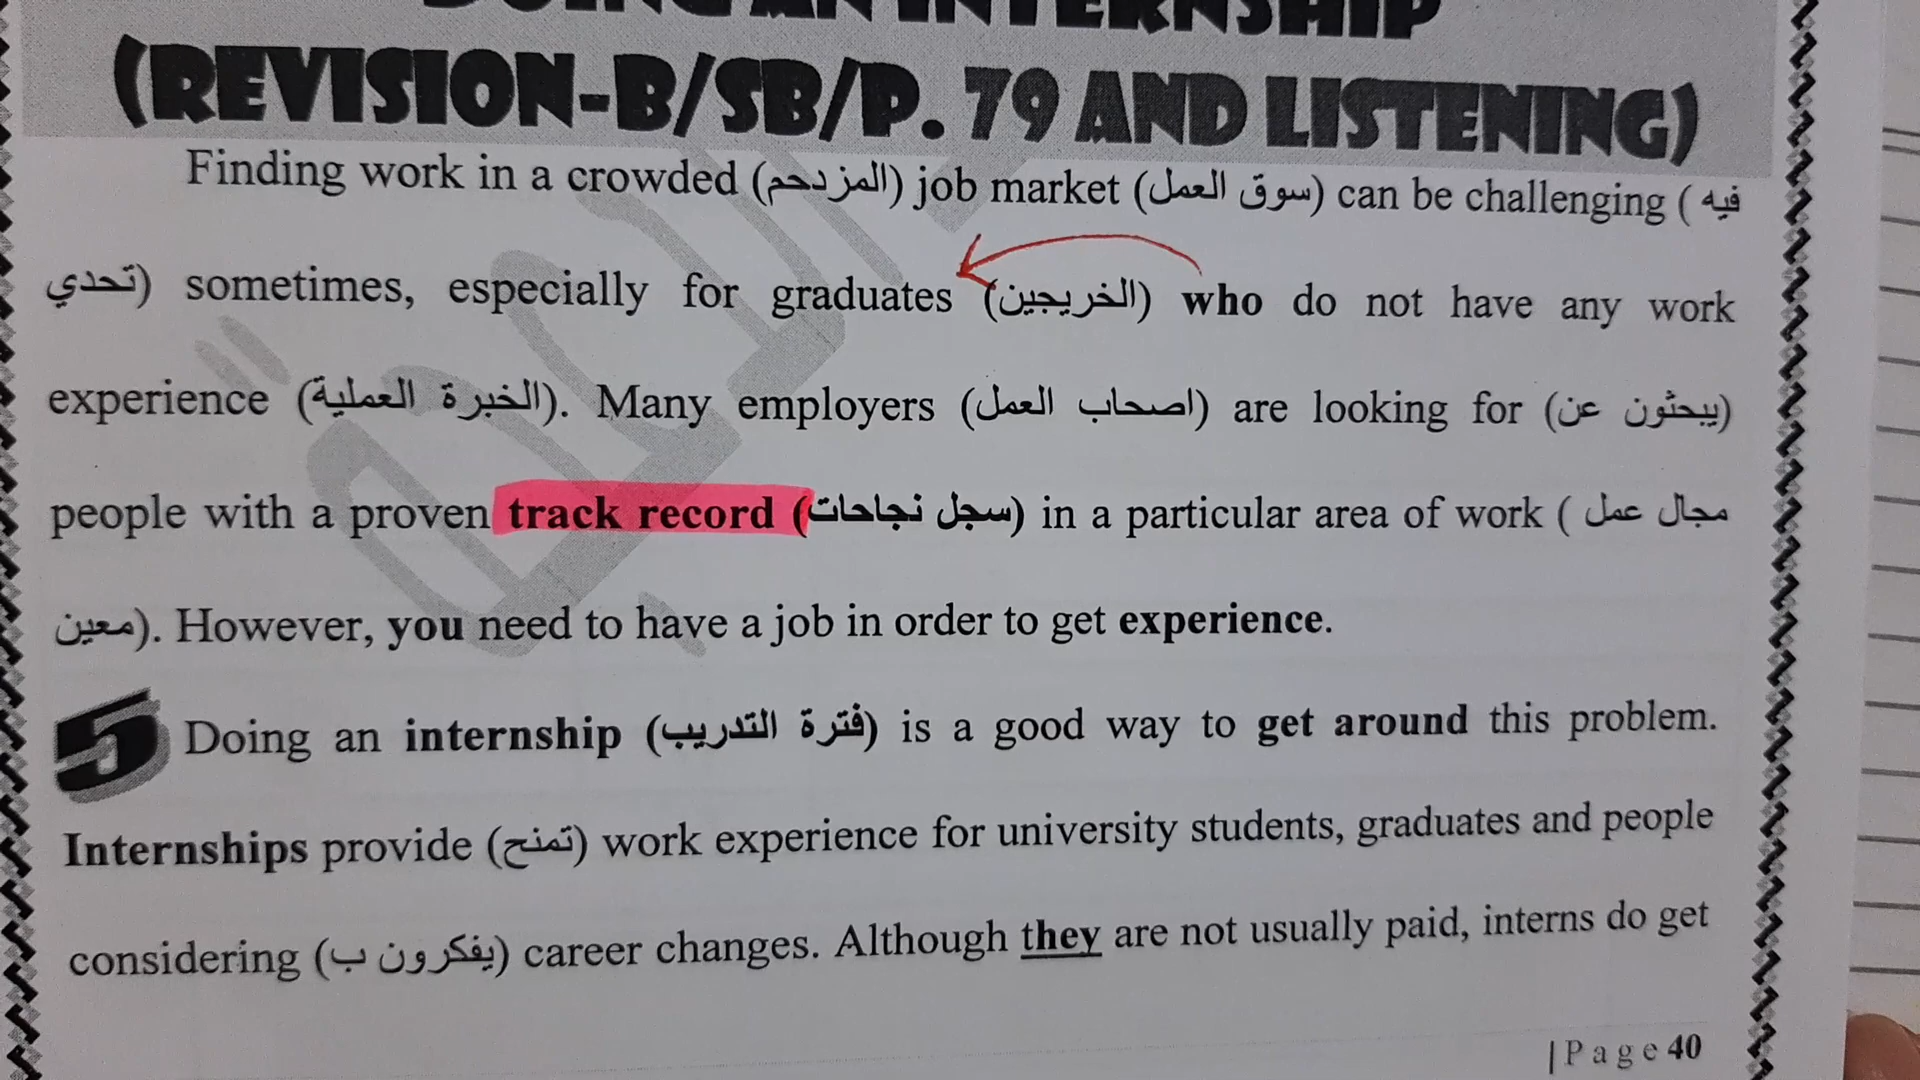 DOING AN INTERNSHIP
(REVISION-B/SB/P. 79 AND LISTENING)
Finding work in a crowded (المزدحم) job market (سوق العمل) can be challenging (فيه
تحدي) sometimes, especially for graduates (الخريجين) who do not have any work
experience (الخبرة العملية). Many employers (اصحاب العمل) are looking for (يبحثون عن)
people with a proven track record (سجل نجاحات) in a particular area of work (مجال عمل
معين). However, you need to have a job in order to get experience.
5 Doing an internship (فترة التدريب) is a good way to get around this problem.
Internships provide (تمنح) work experience for university students, graduates and people
considering (يفكرون ب) career changes. Although they are not usually paid, interns do get
| Page 40